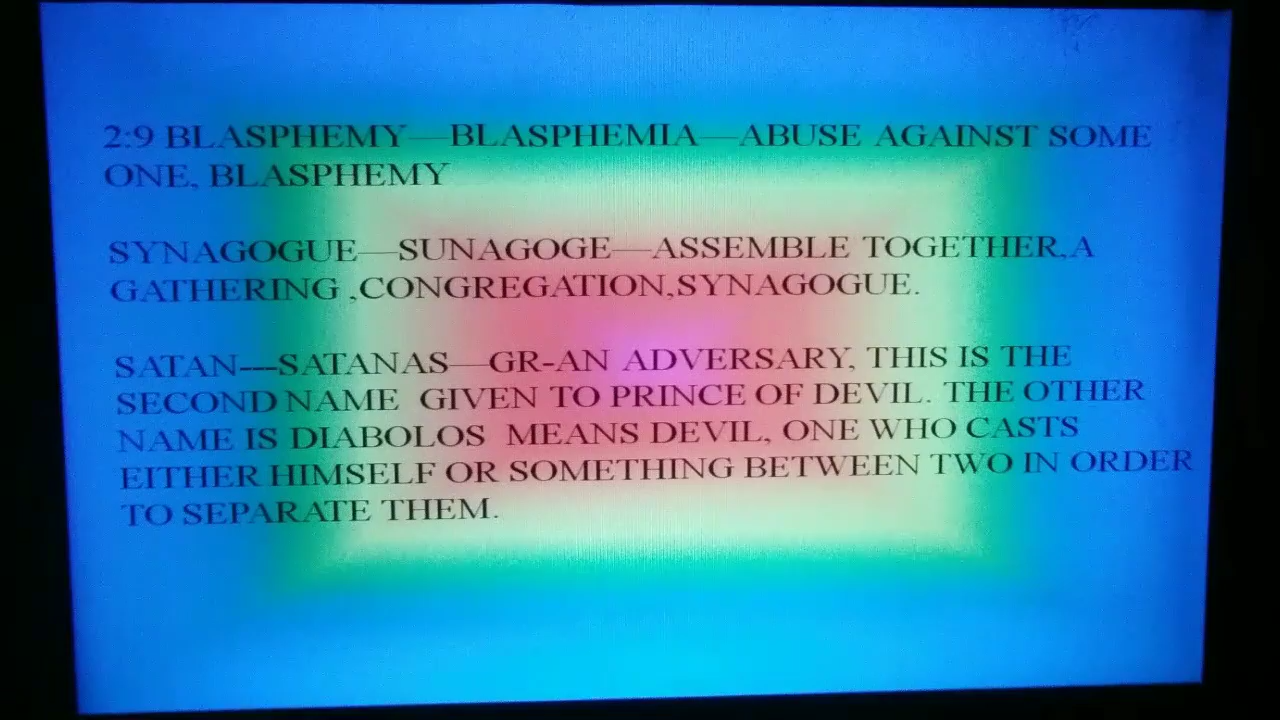 2:9 BLASPHEMY—BLASPHEMIA—ABUSE AGAINST SOME
ONE, BLASPHEMY
SYNAGOGUE—SUNAGOGE—ASSEMBLE TOGETHER,A
GATHERING ,CONGREGATION,SYNAGOGUE.
SATAN---SATANAS—GR-AN ADVERSARY, THIS IS THE
SECOND NAME GIVEN TO PRINCE OF DEVIL. THE OTHER
NAME IS DIABOLOS MEANS DEVIL, ONE WHO CASTS
EITHER HIMSELF OR SOMETHING BETWEEN TWO IN ORDER
TO SEPARATE THEM.